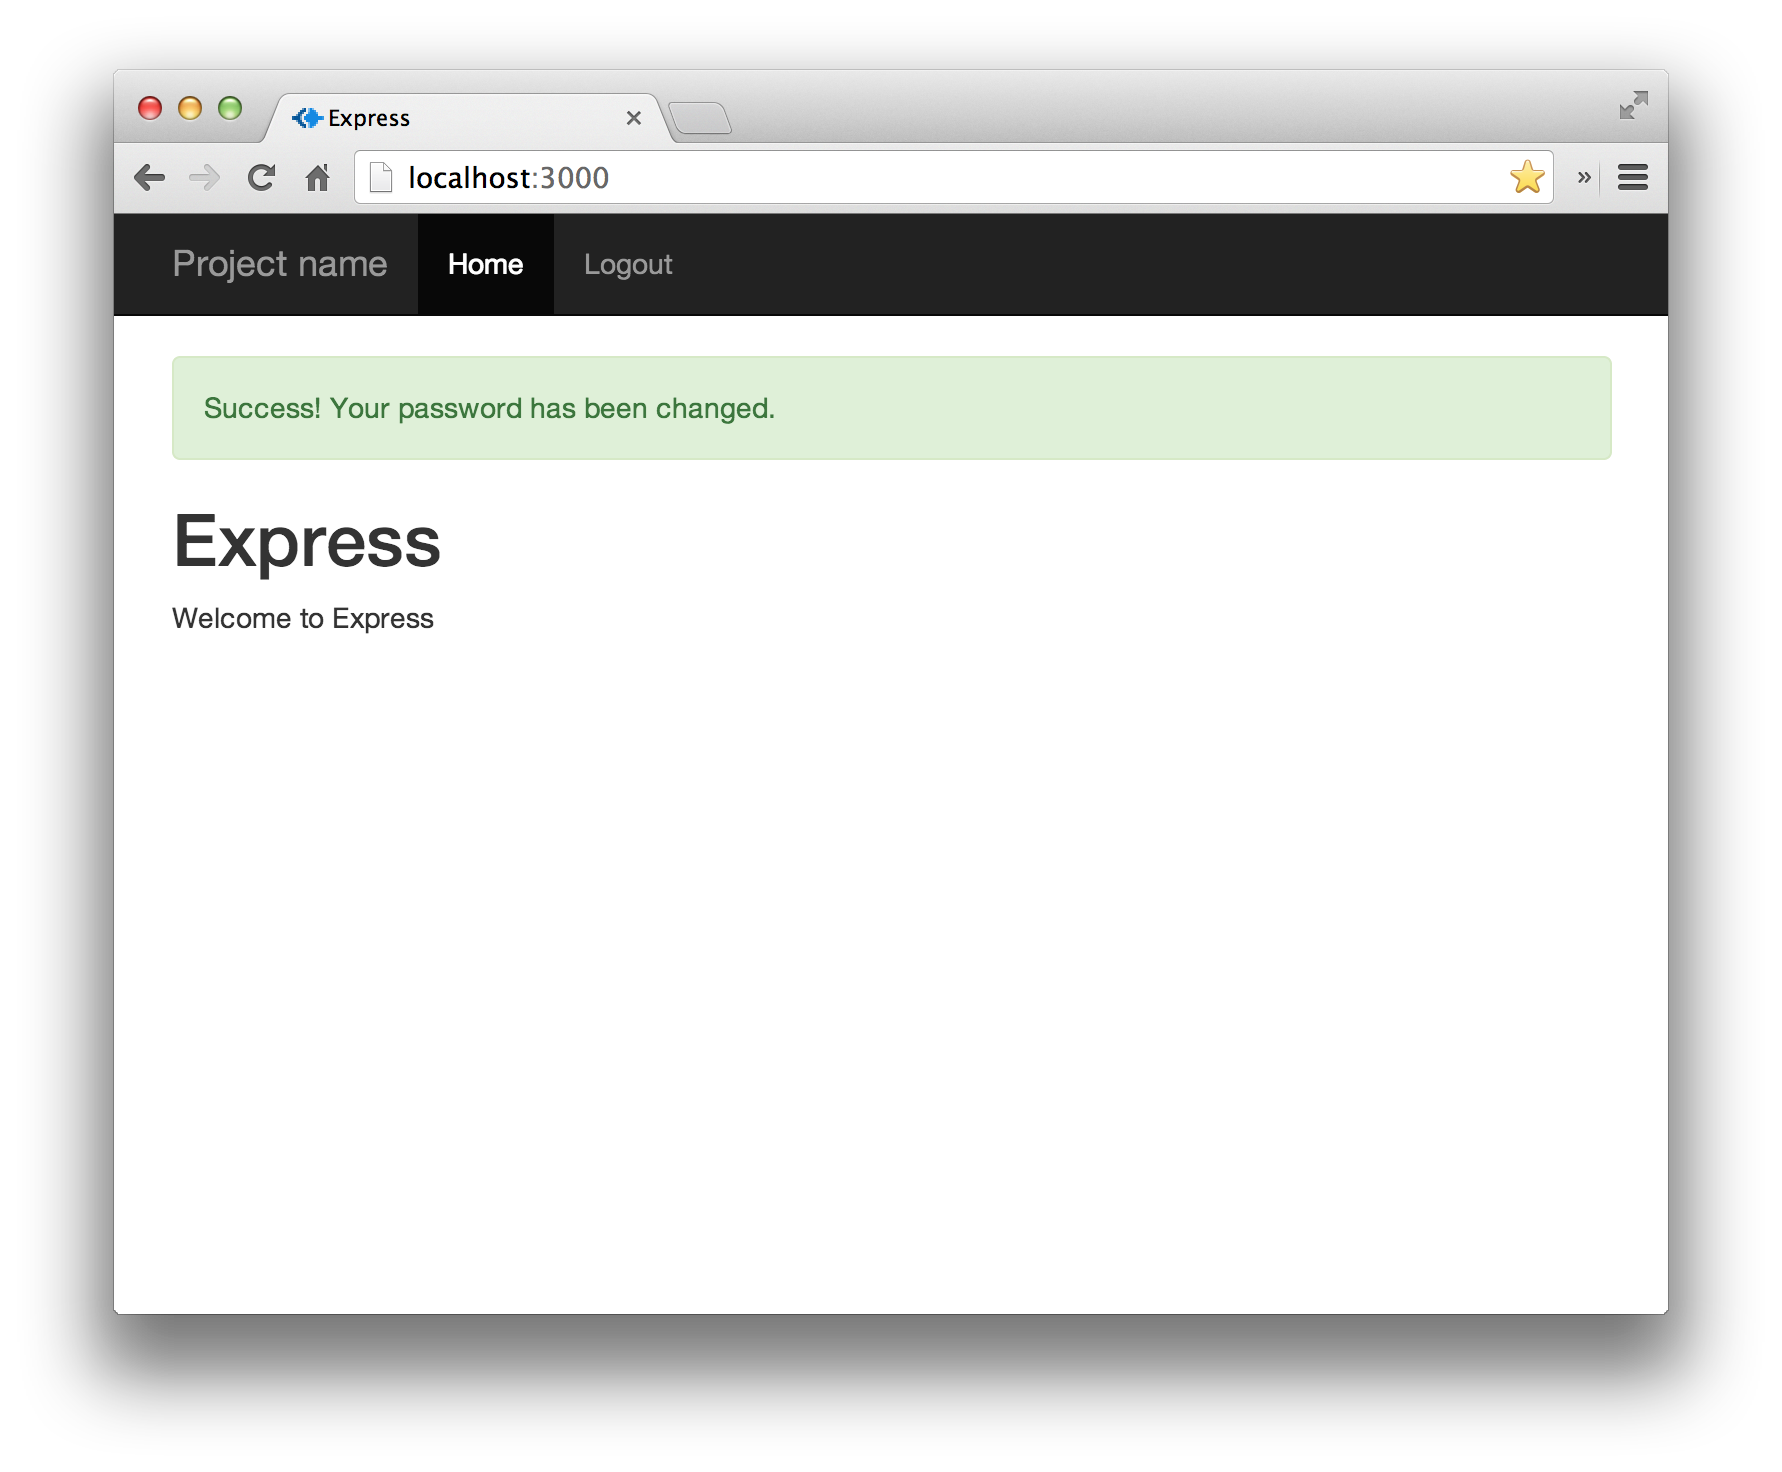 Express
localhost:3000
Project name Home Logout
Success! Your password has been changed.
Express
Welcome to Express